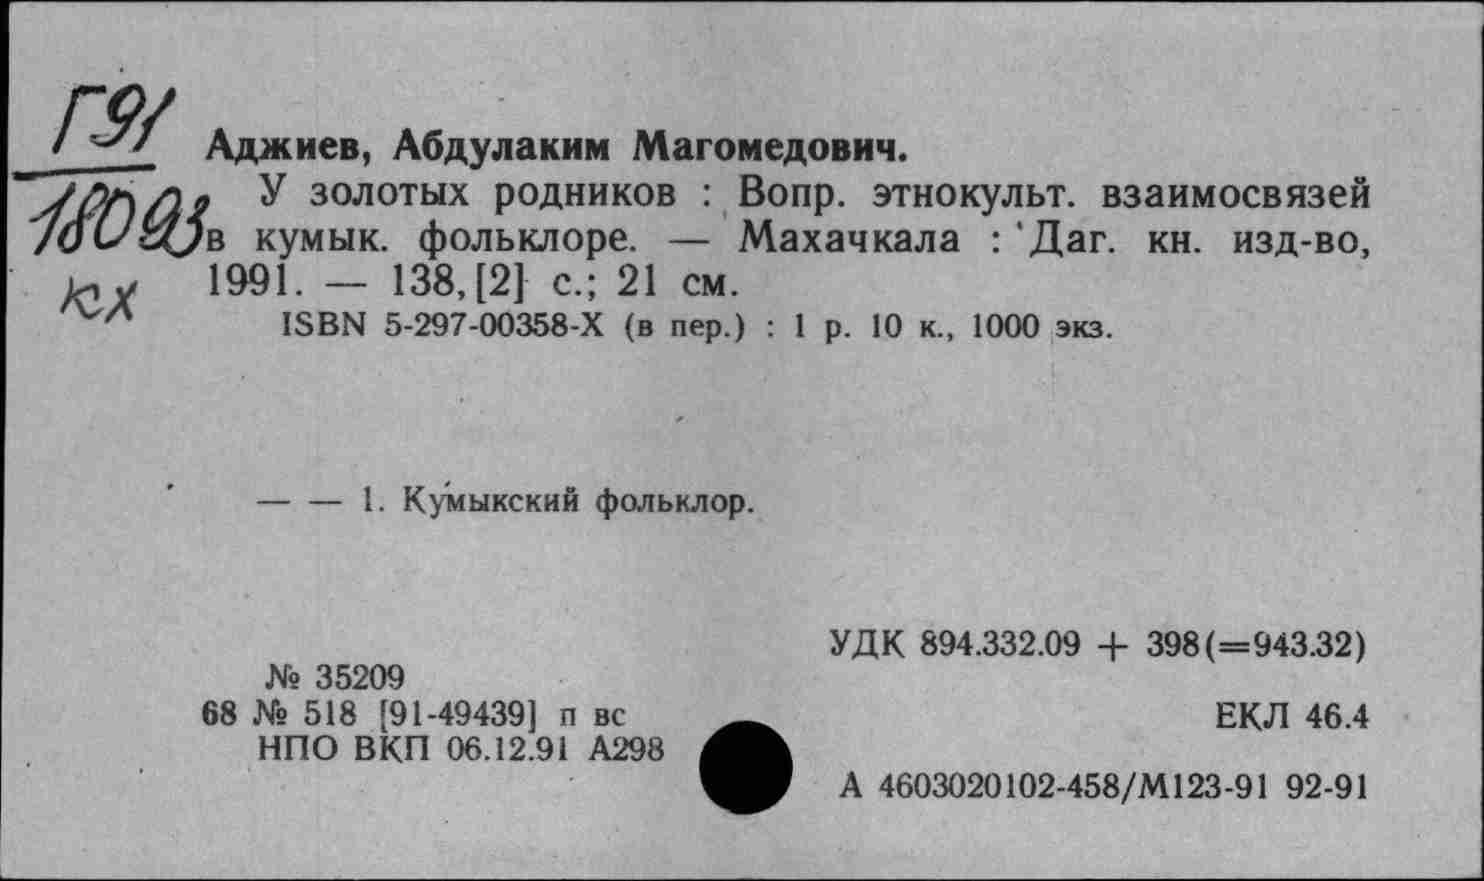 Г91
18093
кх
Аджиев, Абдулаким Магомедович.
У золотых родников : Вопр. этнокульт. взаимосвязей
в кумык. фольклоре. — Махачкала : Даг. кн. изд-во,
1991. — 138,[2] с.; 21 см.
ISBN 5-297-00358-X (в пер.) : 1 р. 10 к., 1000 экз.
— — 1. Кумыкский фольклор.
УДК 894.332.09 + 398(=943.32)
№ 35209
68 № 518 [91-49439] п вс
ЕКЛ 46.4
НПО ВКП 06.12.91 А298
А 4603020102-458/М123-91 92-91